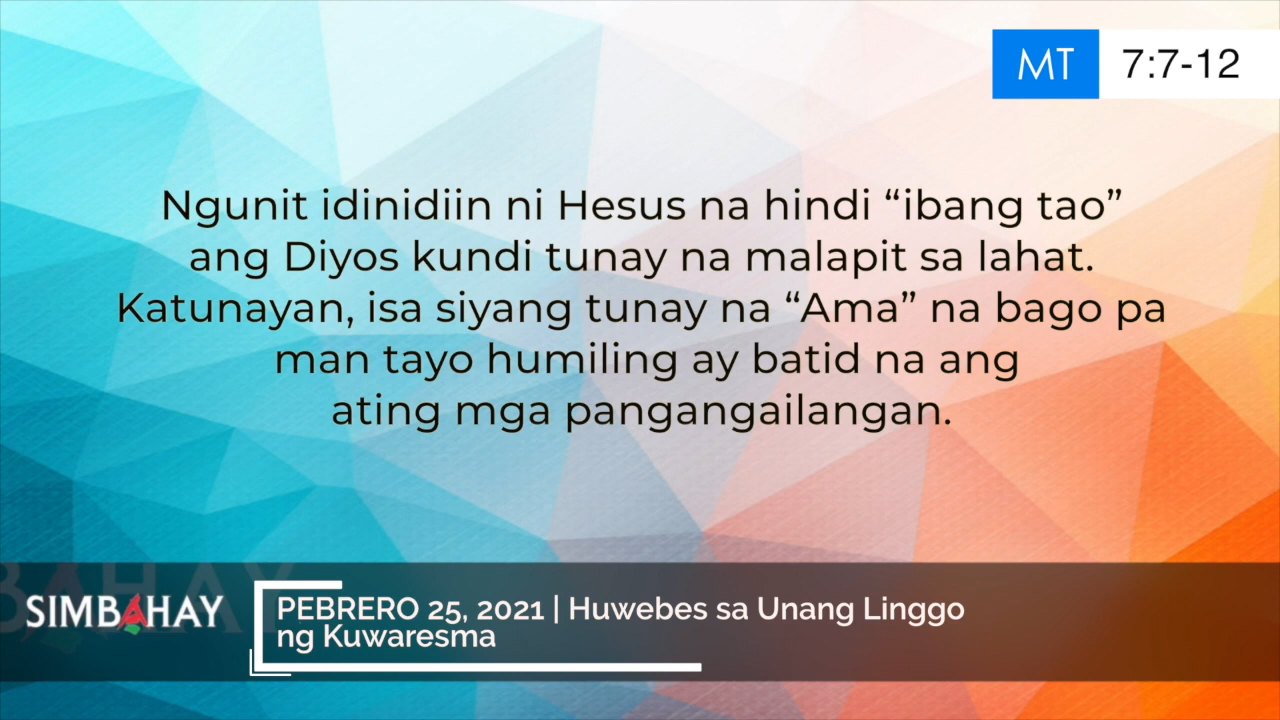 MT 7:7-12
Ngunit idinidiin ni Hesus na hindi “ibang tao”
ang Diyos kundi tunay na malapit sa lahat.
Katunayan, isa siyang tunay na “Ama” na bago pa
man tayo humiling ay batid na ang
ating mga pangangailangan.
SIMBAHAY
PEBRERO 25, 2021 | Huwebes sa Unang Linggo
ng Kuwaresma